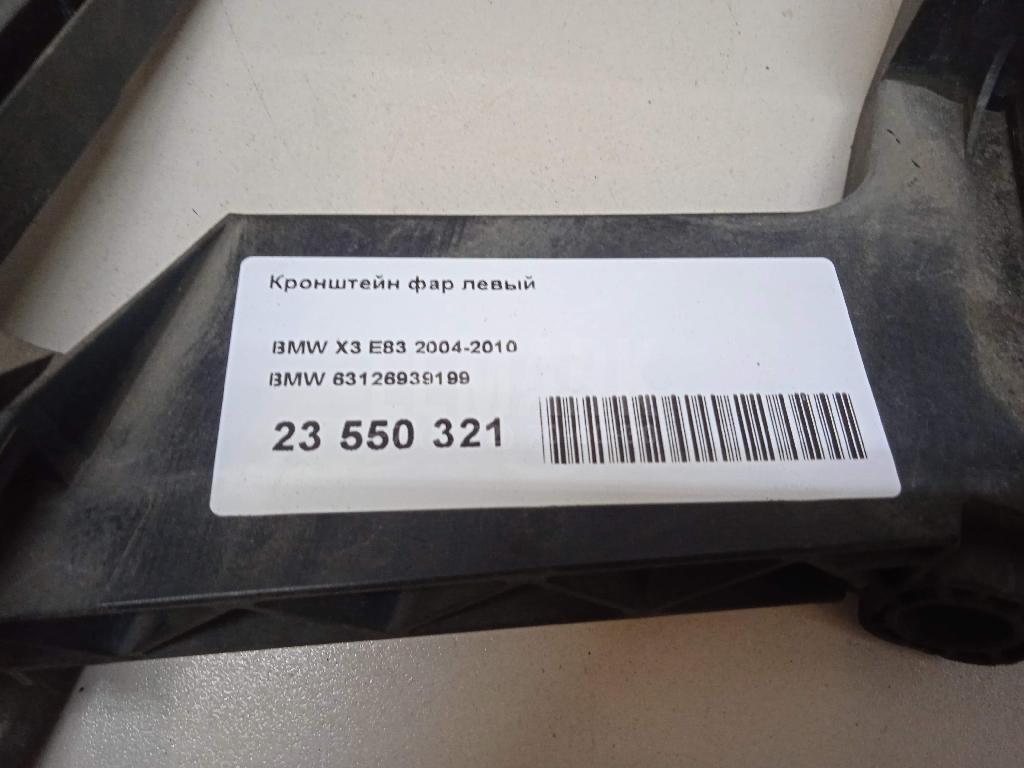 Кронштейн фар левый
BMW X3 E83 2004-2010
BMW 63126939199
23 550 321